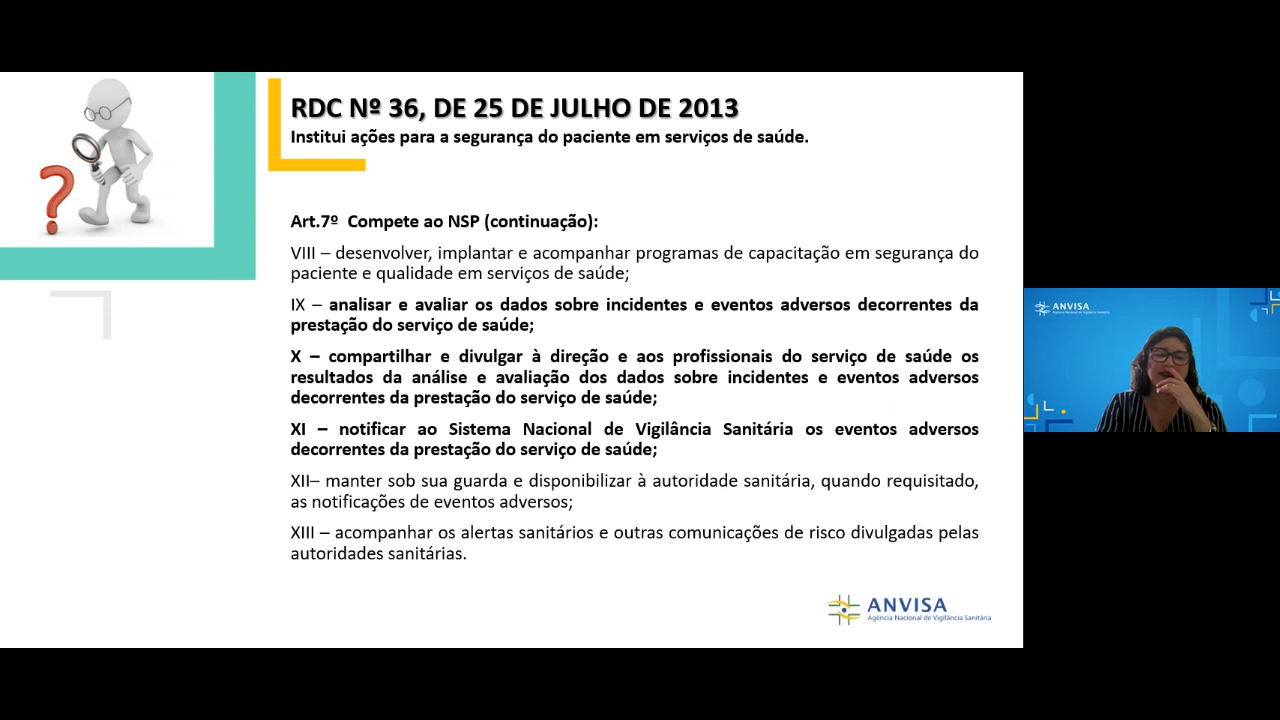 RDC Nº 36, DE 25 DE JULHO DE 2013
Institui ações para a segurança do paciente em serviços de saúde.
Art.7º Compete ao NSP (continuação):
VIII – desenvolver, implantar e acompanhar programas de capacitação em segurança do
paciente e qualidade em serviços de saúde;
IX – analisar e avaliar os dados sobre incidentes e eventos adversos decorrentes da
prestação do serviço de saúde;
X – compartilhar e divulgar à direção e aos profissionais do serviço de saúde os
resultados da análise e avaliação dos dados sobre incidentes e eventos adversos
decorrentes da prestação do serviço de saúde;
XI – notificar ao Sistema Nacional de Vigilância Sanitária os eventos adversos
decorrentes da prestação do serviço de saúde;
XII– manter sob sua guarda e disponibilizar à autoridade sanitária, quando requisitado,
as notificações de eventos adversos;
XIII – acompanhar os alertas sanitários e outras comunicações de risco divulgadas pelas
autoridades sanitárias.
ANVISA
Agência Nacional de Vigilância Sanitária
ANVISA
Agência Nacional de Vigilância Sanitária